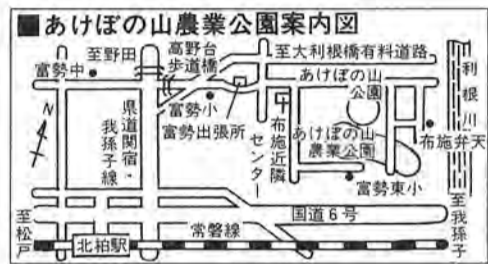 ■あけぼの山農業公園案内図
至野田
高野台
歩道橋
至大利根橋有料道路
富勢中
あけぼの山
公園
利根川
N
県道関宿・
我孫子線
富勢小
富勢出張所
布施近隣
センター
あけぼの山
農業公園
布施弁天
富勢東小
国道6号
至松戸
北柏駅
常磐線
至我孫子